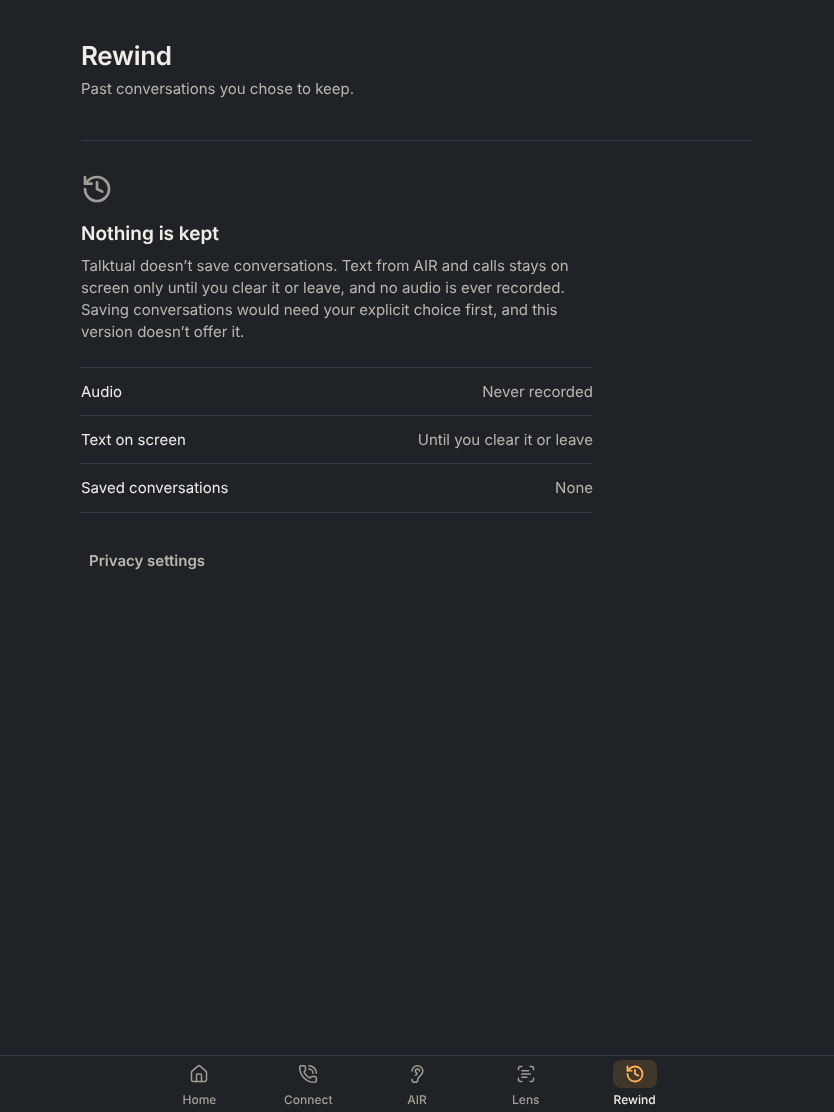 Rewind
Past conversations you chose to keep.
Nothing is kept
Talktual doesn’t save conversations. Text from AIR and calls stays on
screen only until you clear it or leave, and no audio is ever recorded.
Saving conversations would need your explicit choice first, and this
version doesn’t offer it.
Audio Never recorded
Text on screen Until you clear it or leave
Saved conversations None
Privacy settings
Home Connect AIR Lens Rewind